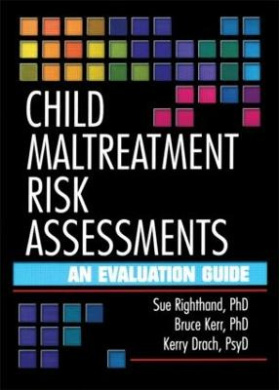 CHILD
MALTREATMENT
RISK
ASSESSMENTS
AN EVALUATION GUIDE
Sue Righthand, PhD
Bruce Kerr, PhD
Kerry Drach, PsyD